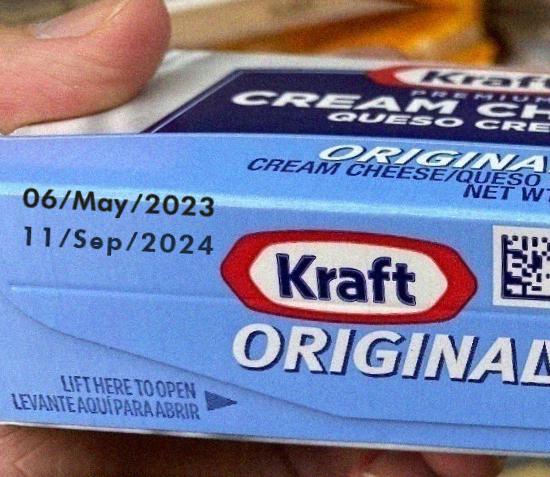 Kraft
PREMIUM
CREAM CH
QUESO CRE
ORIGINA
CREAM CHEESE/QUESO
NET WT
06/May/2023
11/Sep/2024
Kraft
ORIGINAL
LIFT HERE TO OPEN
LEVANTE AQUÍ PARA ABRIR